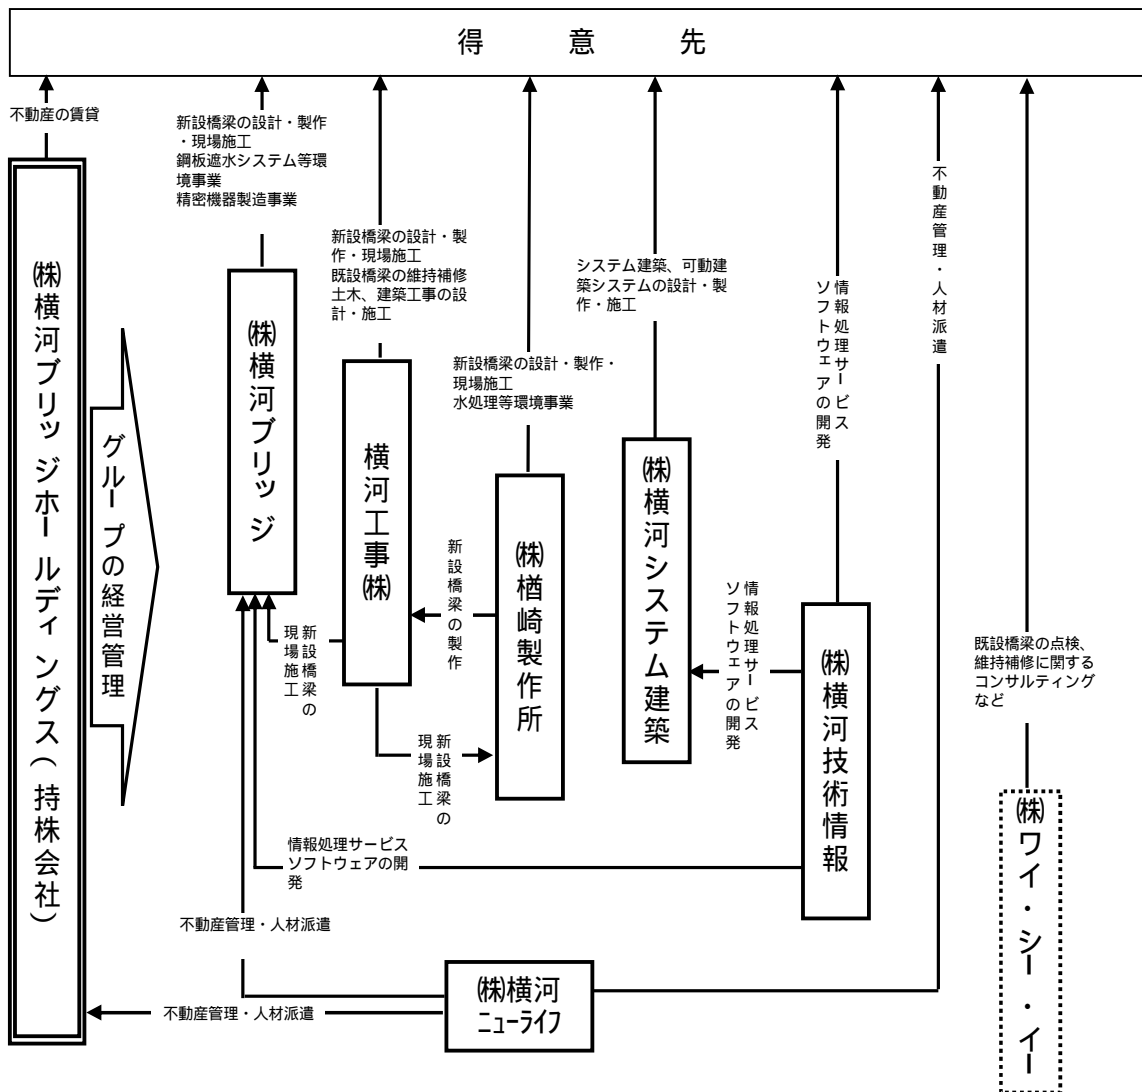 得 意 先
不動産の賃貸
新設橋梁の設計・製作
・現場施工
鋼板遮水システム等環
境事業
精密機器製造事業
新設橋梁の設計・製
作・現場施工
既設橋梁の維持補修
土木、建築工事の設
計・施工
新設橋梁の設計・製作・
現場施工
水処理等環境事業
システム建築、可動建
築システムの設計・製
作・施工
情報処理サービス
ソフトウェアの開発
不動産管理・人材派遣
既設橋梁の点検、
維持補修に関する
コンサルティング
など
㈱横河ブリッジホールディングス(持株会社)
グループの経営管理
㈱横河ブリッジ
横河工事㈱
㈱楢崎製作所
㈱横河システム建築
㈱横河技術情報
㈱ワイ・シー・イー
新設橋梁の製作
新設橋梁の
現場施工
新設橋梁の
現場施工
情報処理サービス
ソフトウェアの開発
情報処理サービス
ソフトウェアの開
発
不動産管理・人材派遣
不動産管理・人材派遣
㈱横河
ニューライフ